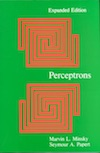 Expanded Edition
Perceptrons
Marvin L. Minsky
Seymour A. Papert